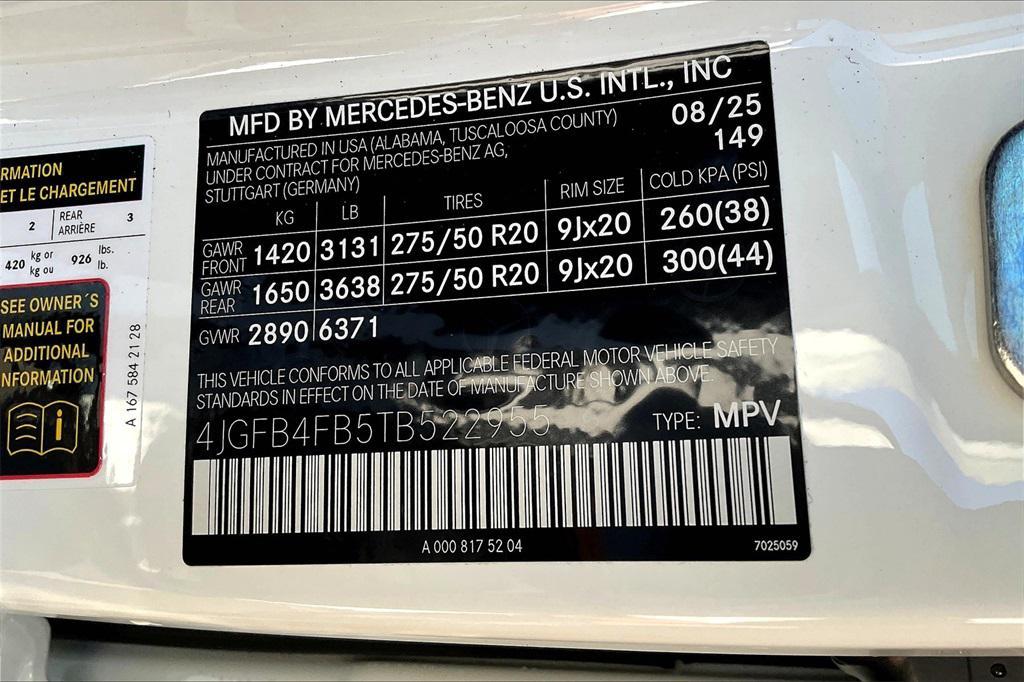 RMATION
ET LE CHARGEMENT
2 REAR ARRIÈRE 3
420 kg or kg ou 926 lbs. lb.
SEE OWNER´S
MANUAL FOR
ADDITIONAL
NFORMATION
A 167 584 21 28
MFD BY MERCEDES-BENZ U.S. INTL., INC
MANUFACTURED IN USA (ALABAMA, TUSCALOOSA COUNTY) 08/25
UNDER CONTRACT FOR MERCEDES-BENZ AG, 149
STUTTGART (GERMANY)
KG LB TIRES RIM SIZE COLD KPA (PSI)
GAWR FRONT 1420 3131 275/50 R20 9Jx20 260(38)
GAWR REAR 1650 3638 275/50 R20 9Jx20 300(44)
GVWR 2890 6371
THIS VEHICLE CONFORMS TO ALL APPLICABLE FEDERAL MOTOR VEHICLE SAFETY
STANDARDS IN EFFECT ON THE DATE OF MANUFACTURE SHOWN ABOVE.
4JGFB4FB5TB522955 TYPE: MPV
A 000 817 52 04 7025059